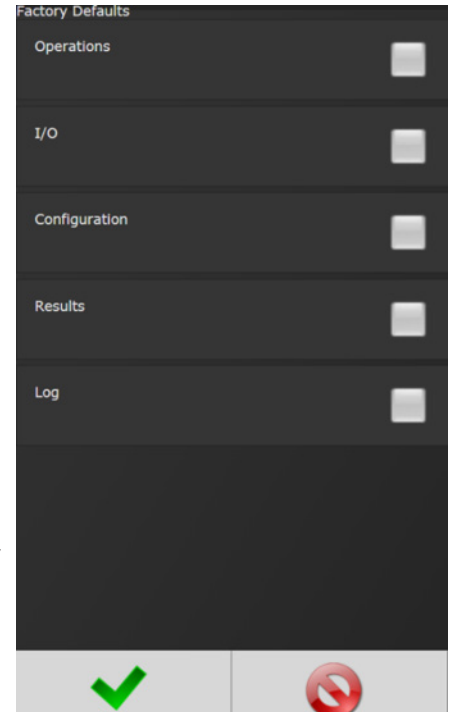 Factory Defaults
Operations
I/O
Configuration
Results
Log